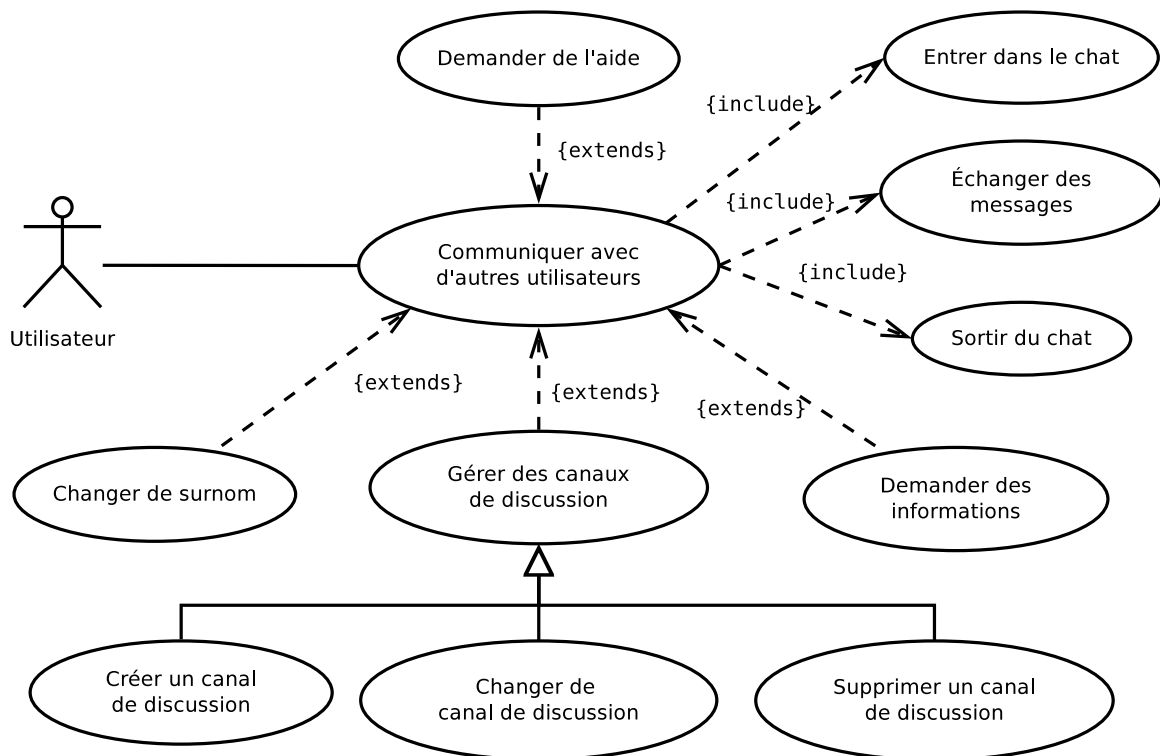 Demander de l'aide
Entrer dans le chat
{include}
{extends}
Échanger des
messages
{include}
Communiquer avec
d'autres utilisateurs
{include}
Utilisateur
Sortir du chat
{extends}
{extends}
{extends}
Changer de surnom
Gérer des canaux
de discussion
Demander des
informations
Créer un canal
de discussion
Changer de
canal de discussion
Supprimer un canal
de discussion